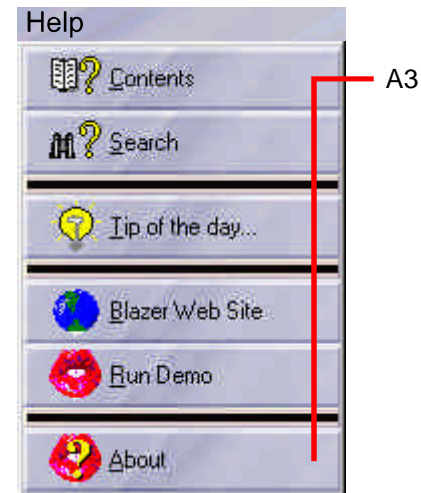 Help
Contents
A3
Search
Tip of the day...
Blazer Web Site
Run Demo
About